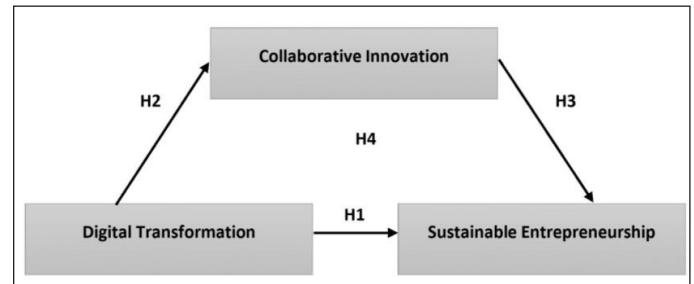 Collaborative Innovation
H2
H3
H4
H1
Digital Transformation
Sustainable Entrepreneurship